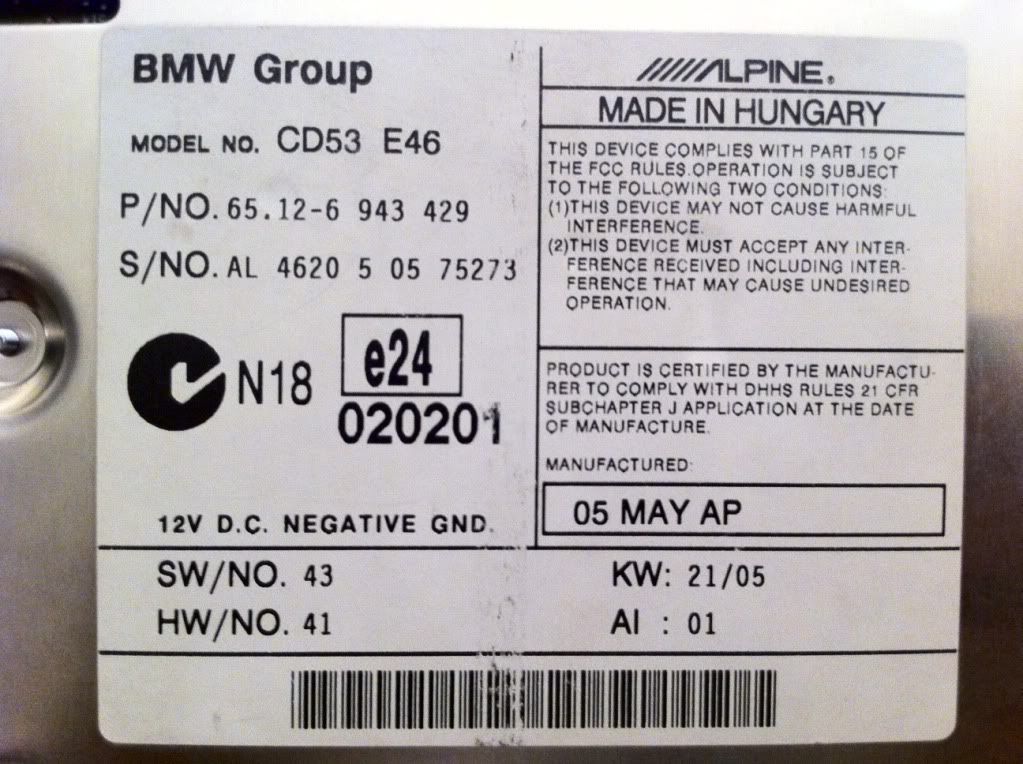 BMW Group
MODEL NO. CD53 E46
P/NO. 65.12-6 943 429
S/NO. AL 4620 5 05 75273
N18
e24
020201
12V D.C. NEGATIVE GND.
ALPINE®
MADE IN HUNGARY
THIS DEVICE COMPLIES WITH PART 15 OF
THE FCC RULES.OPERATION IS SUBJECT
TO THE FOLLOWING TWO CONDITIONS:
(1)THIS DEVICE MAY NOT CAUSE HARMFUL
INTERFERENCE.
(2)THIS DEVICE MUST ACCEPT ANY INTER-
FERENCE RECEIVED INCLUDING INTER-
FERENCE THAT MAY CAUSE UNDESIRED
OPERATION.
PRODUCT IS CERTIFIED BY THE MANUFACTU-
RER TO COMPLY WITH DHHS RULES 21 CFR
SUBCHAPTER J APPLICATION AT THE DATE
OF MANUFACTURE.
MANUFACTURED:
05 MAY AP
SW/NO. 43
HW/NO. 41
KW: 21/05
AI : 01